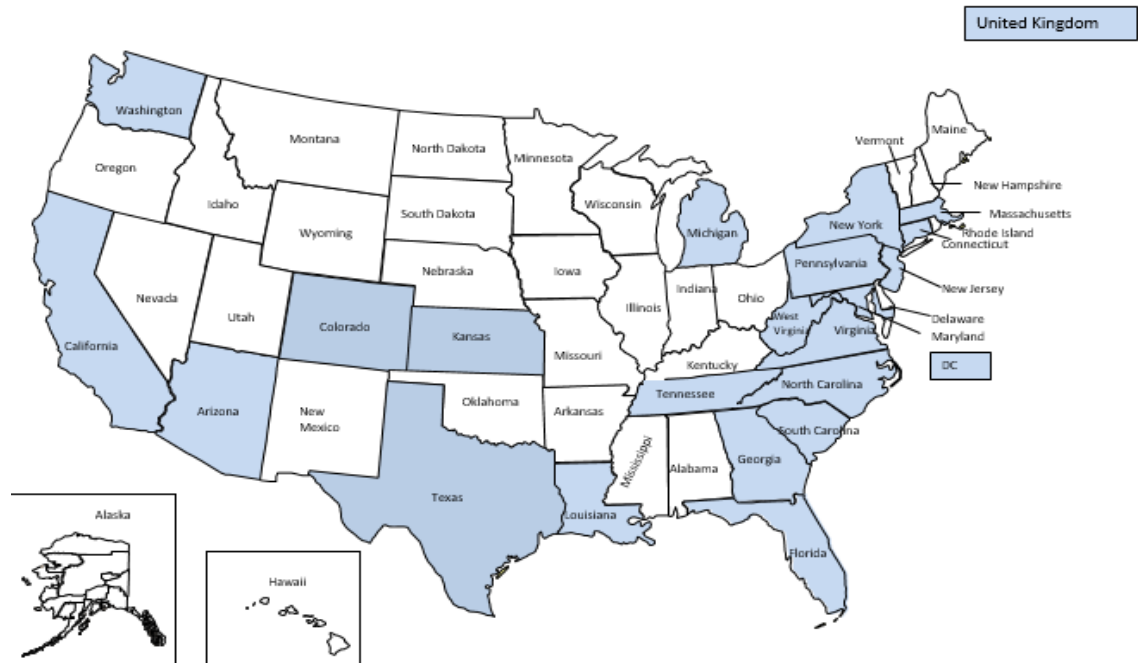 United Kingdom
Washington
Montana
North Dakota
Minnesota
Vermont
Maine
Oregon
Idaho
South Dakota
Wisconsin
New Hampshire
Massachusetts
Wyoming
Michigan
New York
Rhode Island
Connecticut
Nebraska
Iowa
Pennsylvania
New Jersey
Nevada
Utah
Colorado
Kansas
Illinois
Indiana
Ohio
West
Virginia
Virginia
Delaware
Maryland
California
Missouri
Kentucky
DC
Tennessee
North Carolina
Arizona
New
Mexico
Oklahoma
Arkansas
South Carolina
Mississippi
Alabama
Georgia
Texas
Louisiana
Florida
Alaska
Hawaii